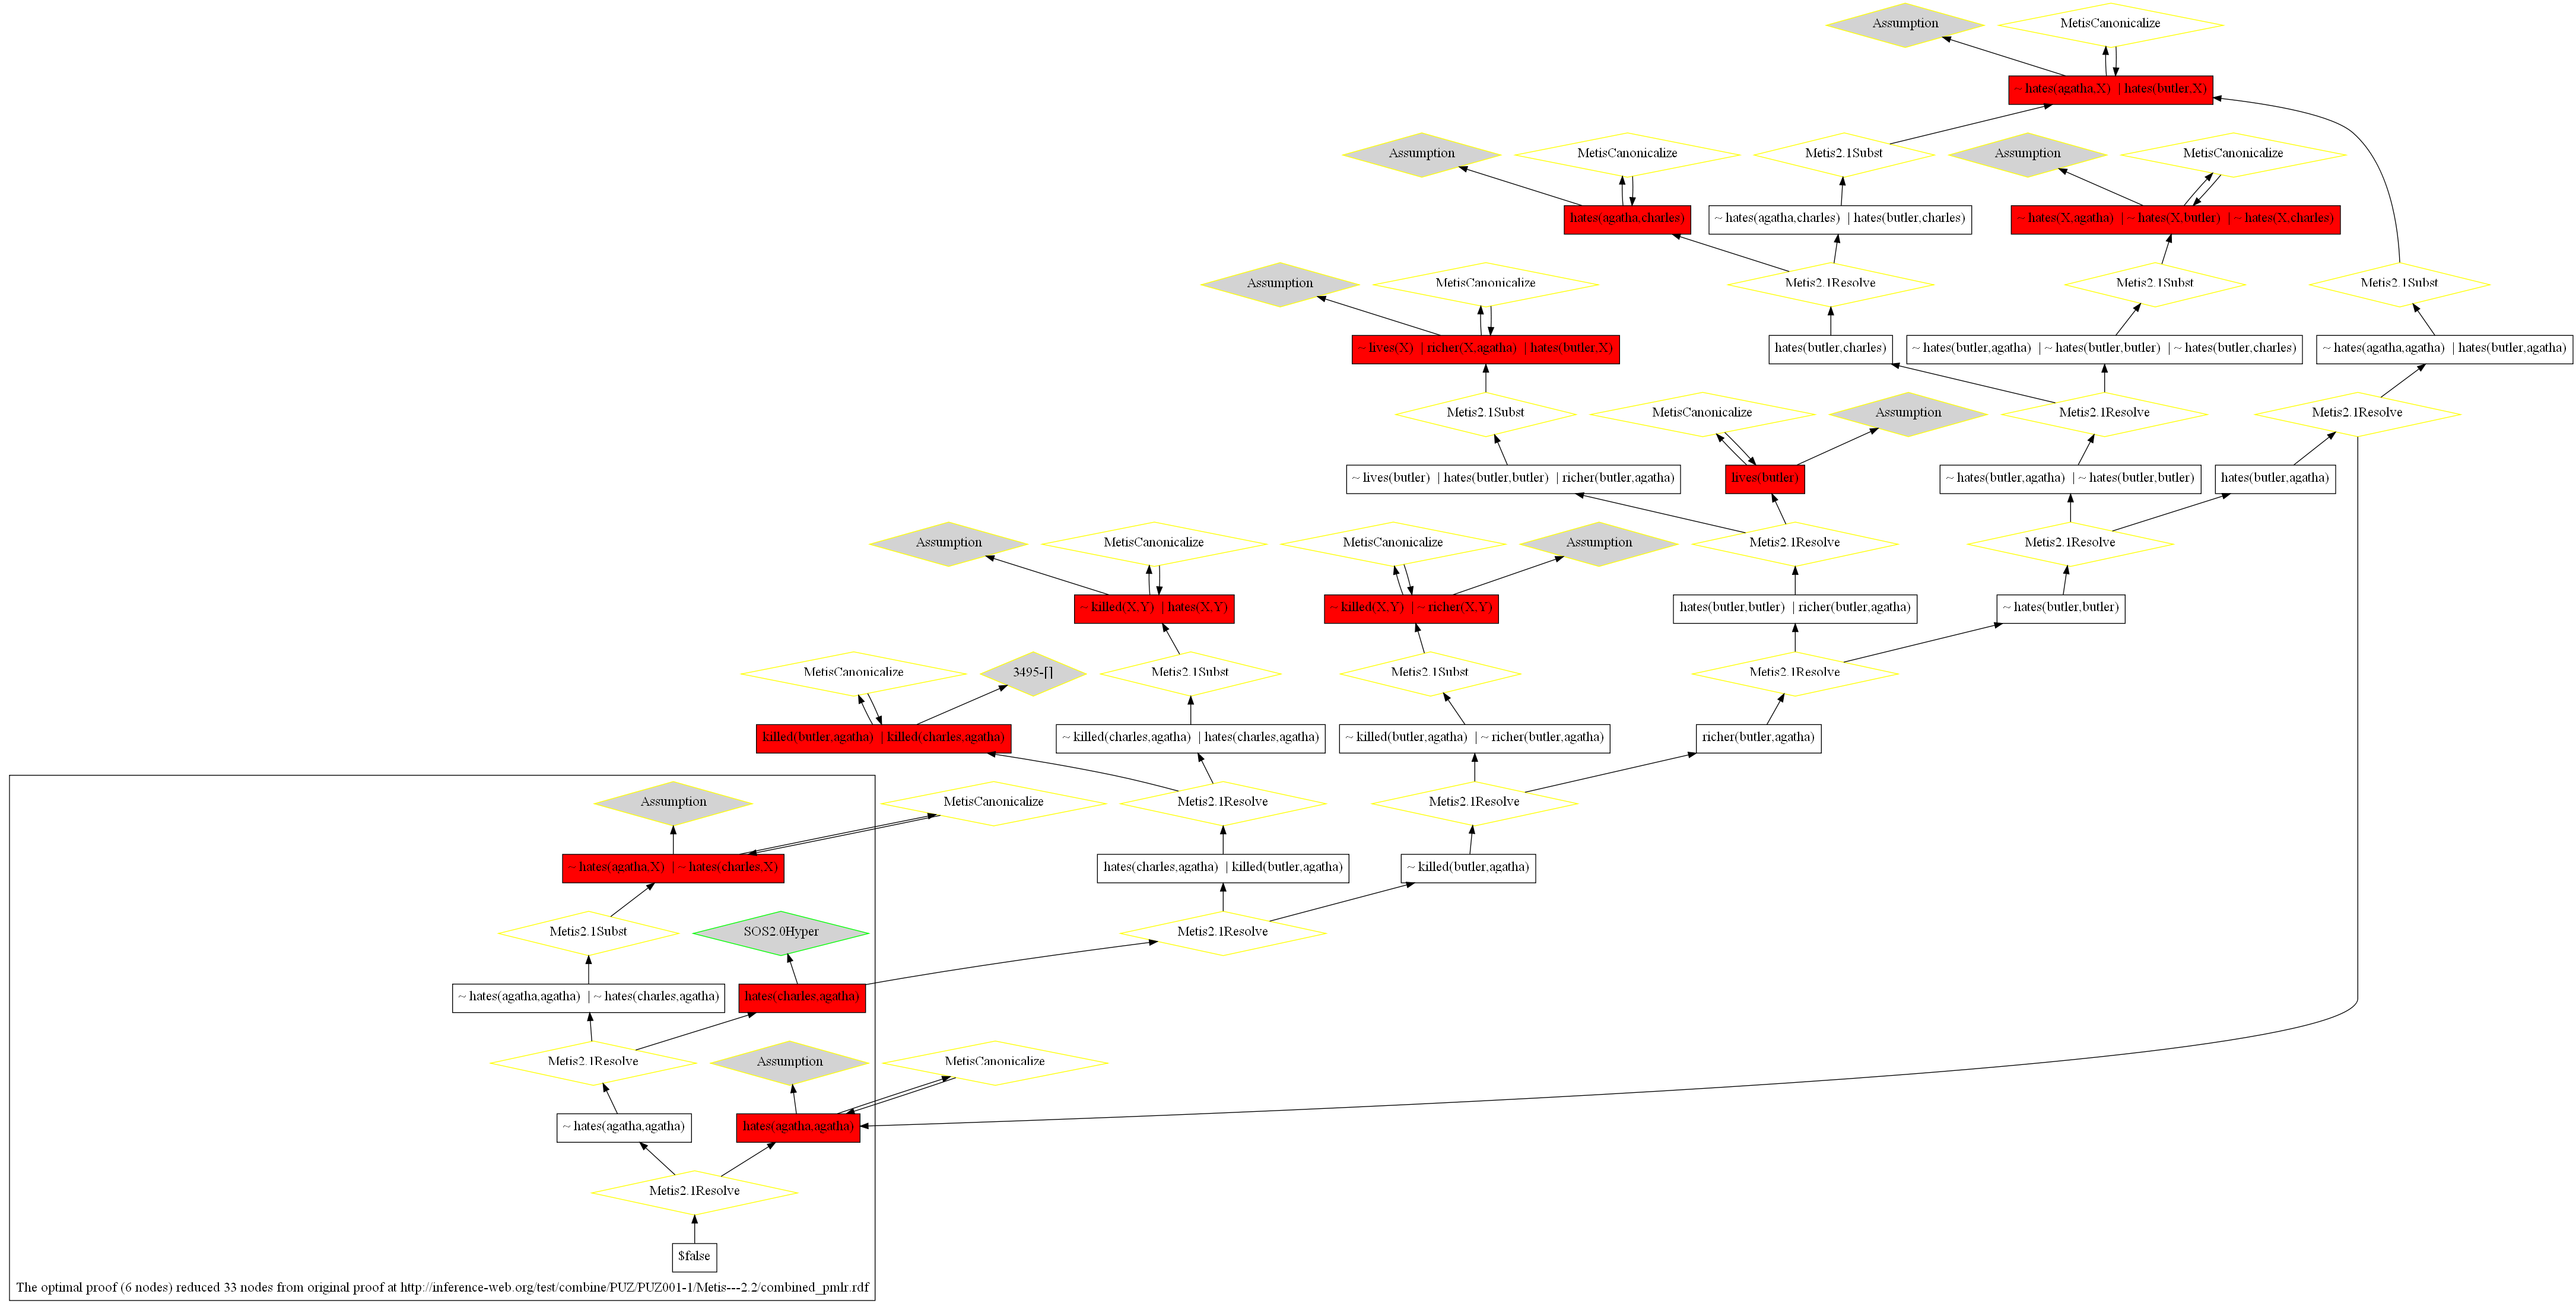 Assumption
MetisCanonicalize
~ hates(agatha,X) | hates(butler,X)
Assumption
MetisCanonicalize
Metis2.1Subst
Assumption
MetisCanonicalize
hates(agatha,charles)
~ hates(agatha,charles) | hates(butler,charles)
~ hates(X,agatha) | ~ hates(X,butler) | ~ hates(X,charles)
Assumption
MetisCanonicalize
Metis2.1Resolve
Metis2.1Subst
Metis2.1Subst
~ lives(X) | richer(X,agatha) | hates(butler,X)
hates(butler,charles)
~ hates(butler,agatha) | ~ hates(butler,butler) | ~ hates(butler,charles)
~ hates(agatha,agatha) | hates(butler,agatha)
Metis2.1Subst
MetisCanonicalize
Assumption
Metis2.1Resolve
Metis2.1Resolve
~ lives(butler) | hates(butler,butler) | richer(butler,agatha)
lives(butler)
~ hates(butler,agatha) | ~ hates(butler,butler)
hates(butler,agatha)
Assumption
MetisCanonicalize
MetisCanonicalize
Assumption
Metis2.1Resolve
Metis2.1Resolve
~ killed(X,Y) | hates(X,Y)
~ killed(X,Y) | ~ richer(X,Y)
hates(butler,butler) | richer(butler,agatha)
~ hates(butler,butler)
MetisCanonicalize
3495-[]
Metis2.1Subst
Metis2.1Subst
Metis2.1Resolve
killed(butler,agatha) | killed(charles,agatha)
~ killed(charles,agatha) | hates(charles,agatha)
~ killed(butler,agatha) | ~ richer(butler,agatha)
richer(butler,agatha)
Assumption
MetisCanonicalize
Metis2.1Resolve
Metis2.1Resolve
~ hates(agatha,X) | ~ hates(charles,X)
hates(charles,agatha) | killed(butler,agatha)
~ killed(butler,agatha)
Metis2.1Subst
SOS2.0Hyper
Metis2.1Resolve
~ hates(agatha,agatha) | ~ hates(charles,agatha)
hates(charles,agatha)
Metis2.1Resolve
Assumption
MetisCanonicalize
~ hates(agatha,agatha)
hates(agatha,agatha)
Metis2.1Resolve
$false
The optimal proof (6 nodes) reduced 33 nodes from original proof at http://inference-web.org/test/combine/PUZ/PUZ001-1/Metis---2.2/combined_pmlr.rdf